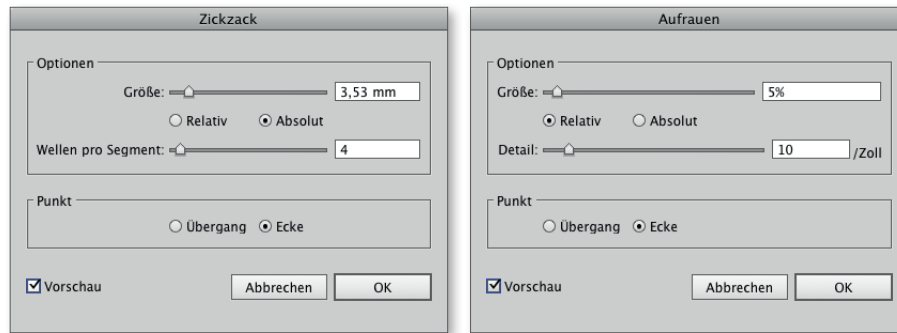 Zickzack
Optionen
Größe: 3,53 mm
Relativ Absolut
Wellen pro Segment: 4
Punkt
Übergang Ecke
Vorschau Abbrechen OK
Aufrauen
Optionen
Größe: 5%
Relativ Absolut
Detail: 10 /Zoll
Punkt
Übergang Ecke
Vorschau Abbrechen OK